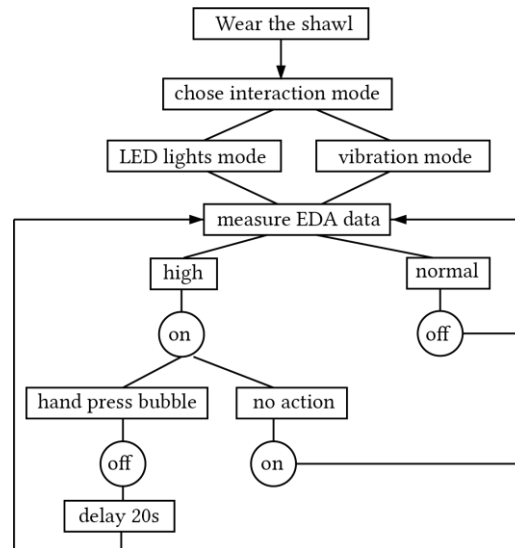 Wear the shawl
chose interaction mode
LED lights mode
vibration mode
measure EDA data
high
normal
on
off
hand press bubble
no action
off
on
delay 20s